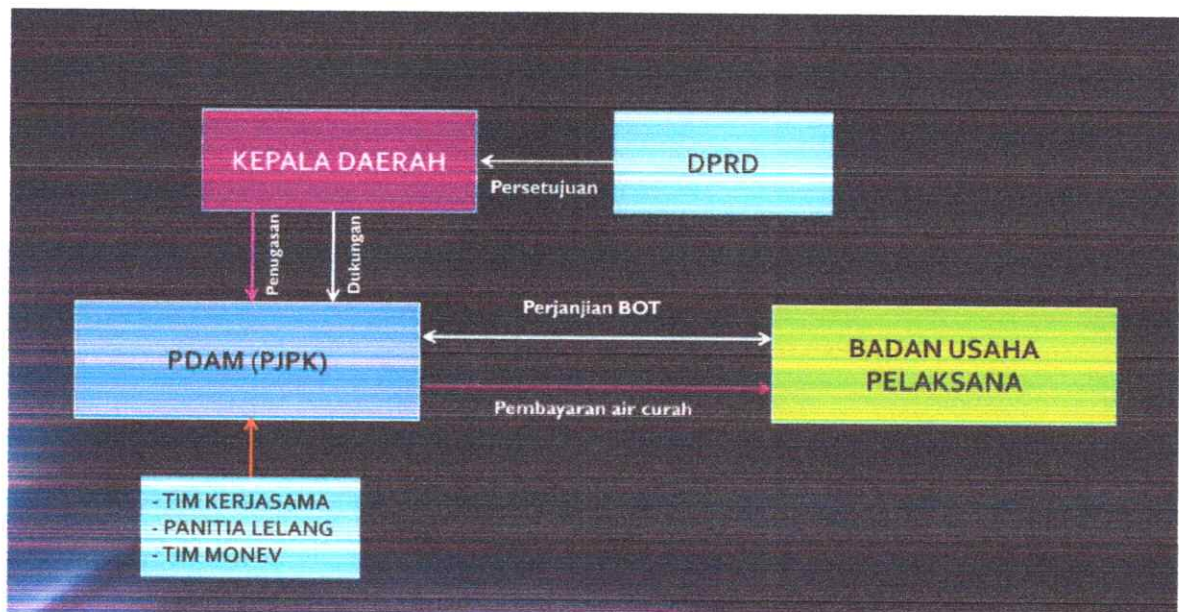 KEPALA DAERAH
DPRD
Persetujuan
Penugasan
Dukungan
PDAM (PJPK)
Perjanjian BOT
BADAN USAHA
PELAKSANA
Pembayaran air curah
- TIM KERJASAMA
- PANITIA LELANG
- TIM MONEV